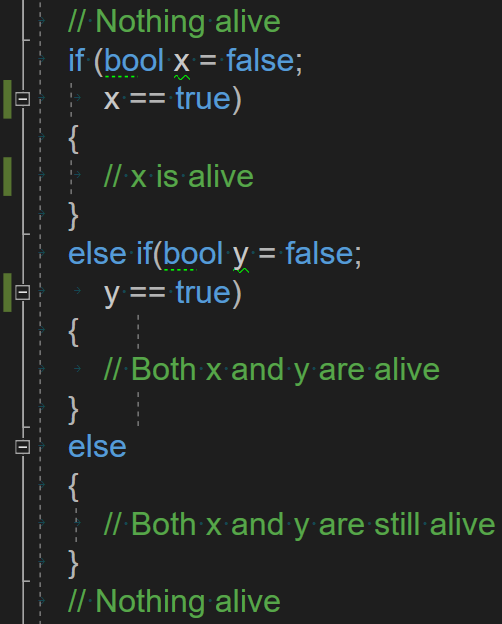 // Nothing alive
if (bool x = false;
x == true)
{
// x is alive
}
else if(bool y = false;
y == true)
{
// Both x and y are alive
}
else
{
// Both x and y are still alive
}
// Nothing alive